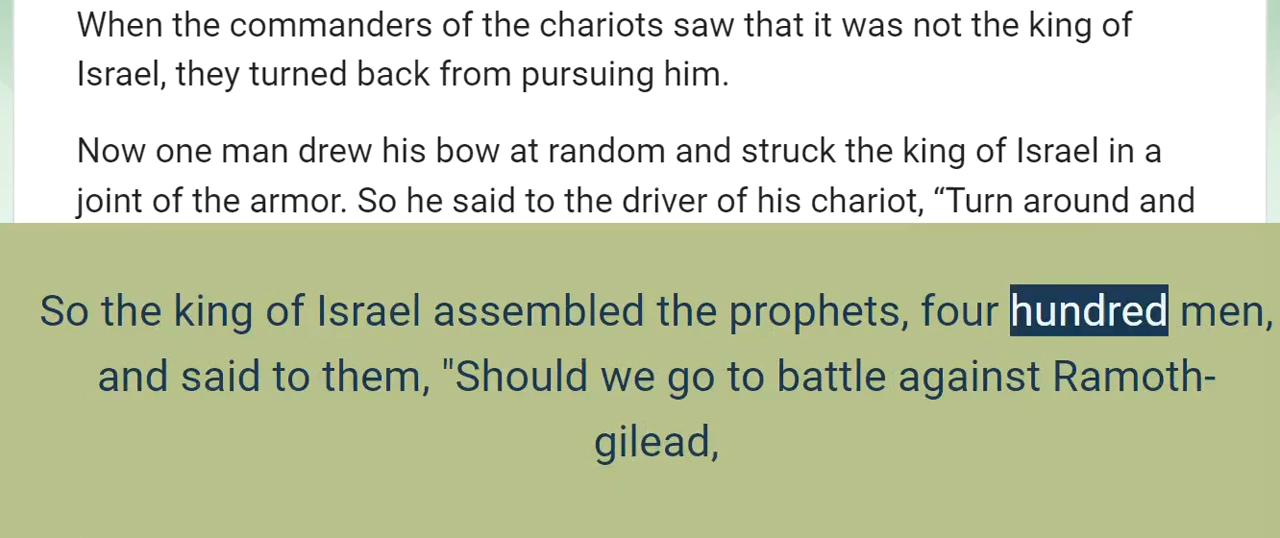 When the commanders of the chariots saw that it was not the king of
Israel, they turned back from pursuing him.
Now one man drew his bow at random and struck the king of Israel in a
joint of the armor. So he said to the driver of his chariot, “Turn around and
So the king of Israel assembled the prophets, four hundred men,
and said to them, "Should we go to battle against Ramoth-
gilead,